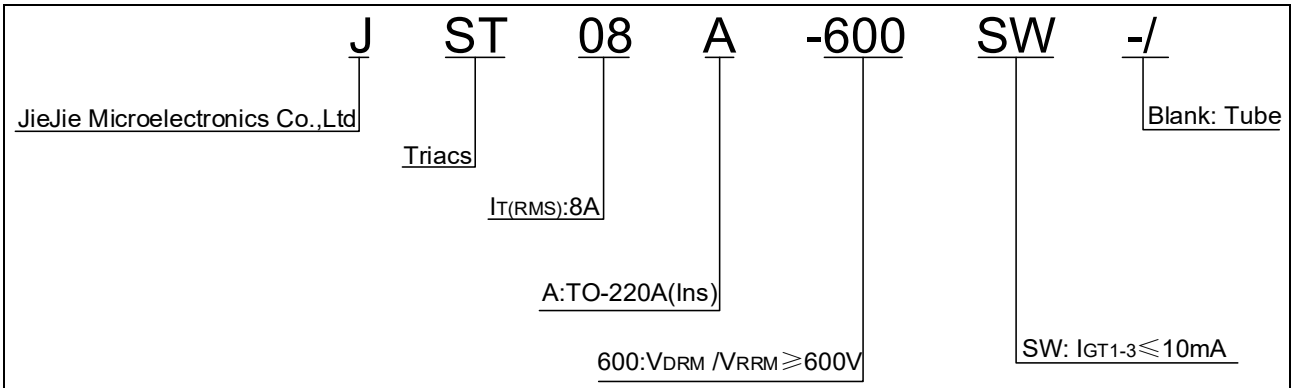 J ST 08 A -600 SW -/
JieJie Microelectronics Co.,Ltd
Blank: Tube
Triacs
IT(RMS):8A
A:TO-220A(Ins)
600:VDRM /VRRM≥600V
SW: IGT1-3≤10mA